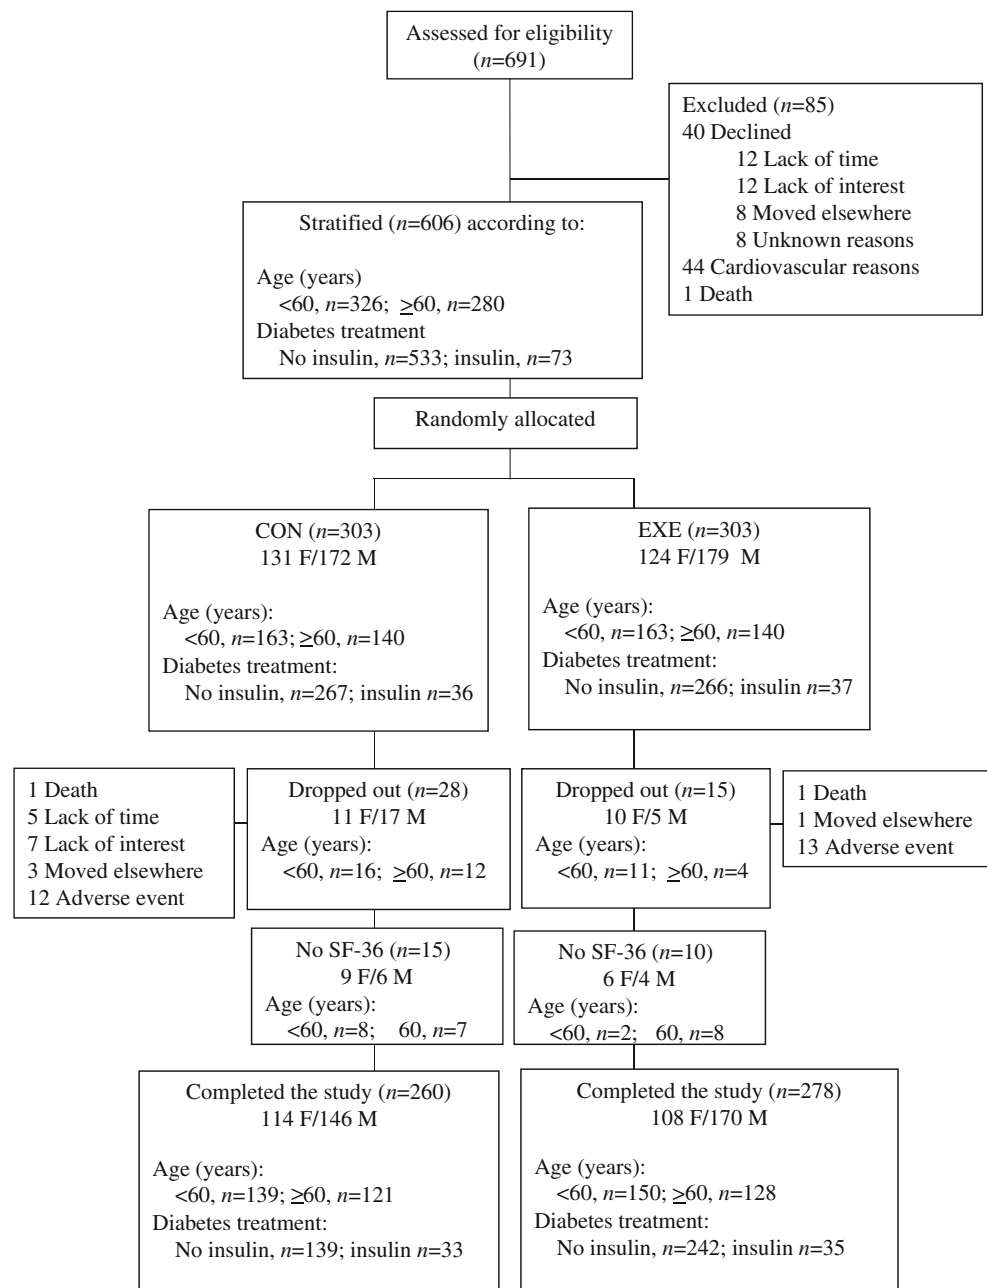 Assessed for eligibility
(n=691)
Excluded (n=85)
40 Declined
12 Lack of time
12 Lack of interest
8 Moved elsewhere
8 Unknown reasons
44 Cardiovascular reasons
1 Death
Stratified (n=606) according to:
Age (years)
<60, n=326; ≥60, n=280
Diabetes treatment
No insulin, n=533; insulin, n=73
Randomly allocated
CON (n=303)
131 F/172 M
Age (years):
<60, n=163; ≥60, n=140
Diabetes treatment:
No insulin, n=267; insulin n=36
EXE (n=303)
124 F/179 M
Age (years):
<60, n=163; ≥60, n=140
Diabetes treatment:
No insulin, n=266; insulin n=37
1 Death
5 Lack of time
7 Lack of interest
3 Moved elsewhere
12 Adverse event
Dropped out (n=28)
11 F/17 M
Age (years):
<60, n=16; ≥60, n=12
Dropped out (n=15)
10 F/5 M
Age (years):
<60, n=11; ≥60, n=4
1 Death
1 Moved elsewhere
13 Adverse event
No SF-36 (n=15)
9 F/6 M
Age (years):
<60, n=8; 60, n=7
No SF-36 (n=10)
6 F/4 M
Age (years):
<60, n=2; 60, n=8
Completed the study (n=260)
114 F/146 M
Age (years):
<60, n=139; ≥60, n=121
Diabetes treatment:
No insulin, n=139; insulin n=33
Completed the study (n=278)
108 F/170 M
Age (years):
<60, n=150; ≥60, n=128
Diabetes treatment:
No insulin, n=242; insulin n=35